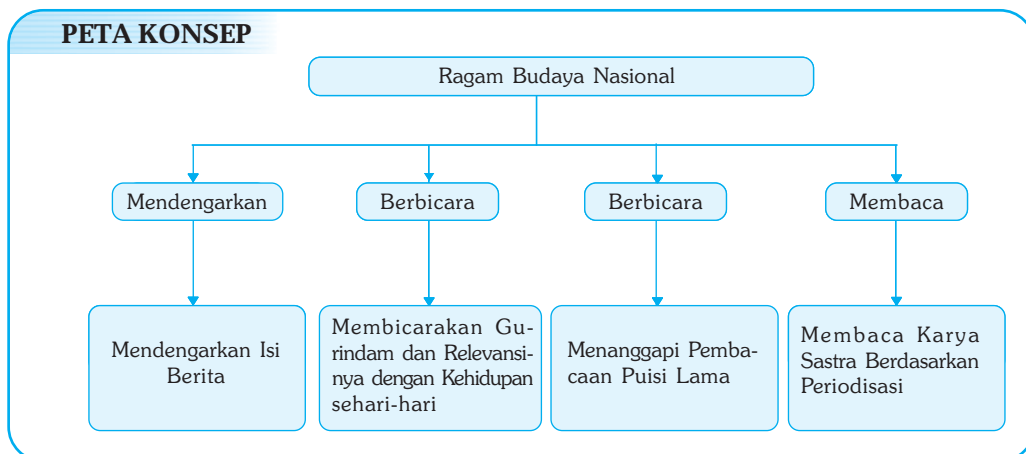 PETA KONSEP
Ragam Budaya Nasional
Mendengarkan
Berbicara
Berbicara
Membaca
Mendengarkan Isi
Berita
Membicarakan Gu-
rindam dan Relevansi-
nya dengan Kehidupan
sehari-hari
Menanggapi Pemba-
caan Puisi Lama
Membaca Karya
Sastra Berdasarkan
Periodisasi